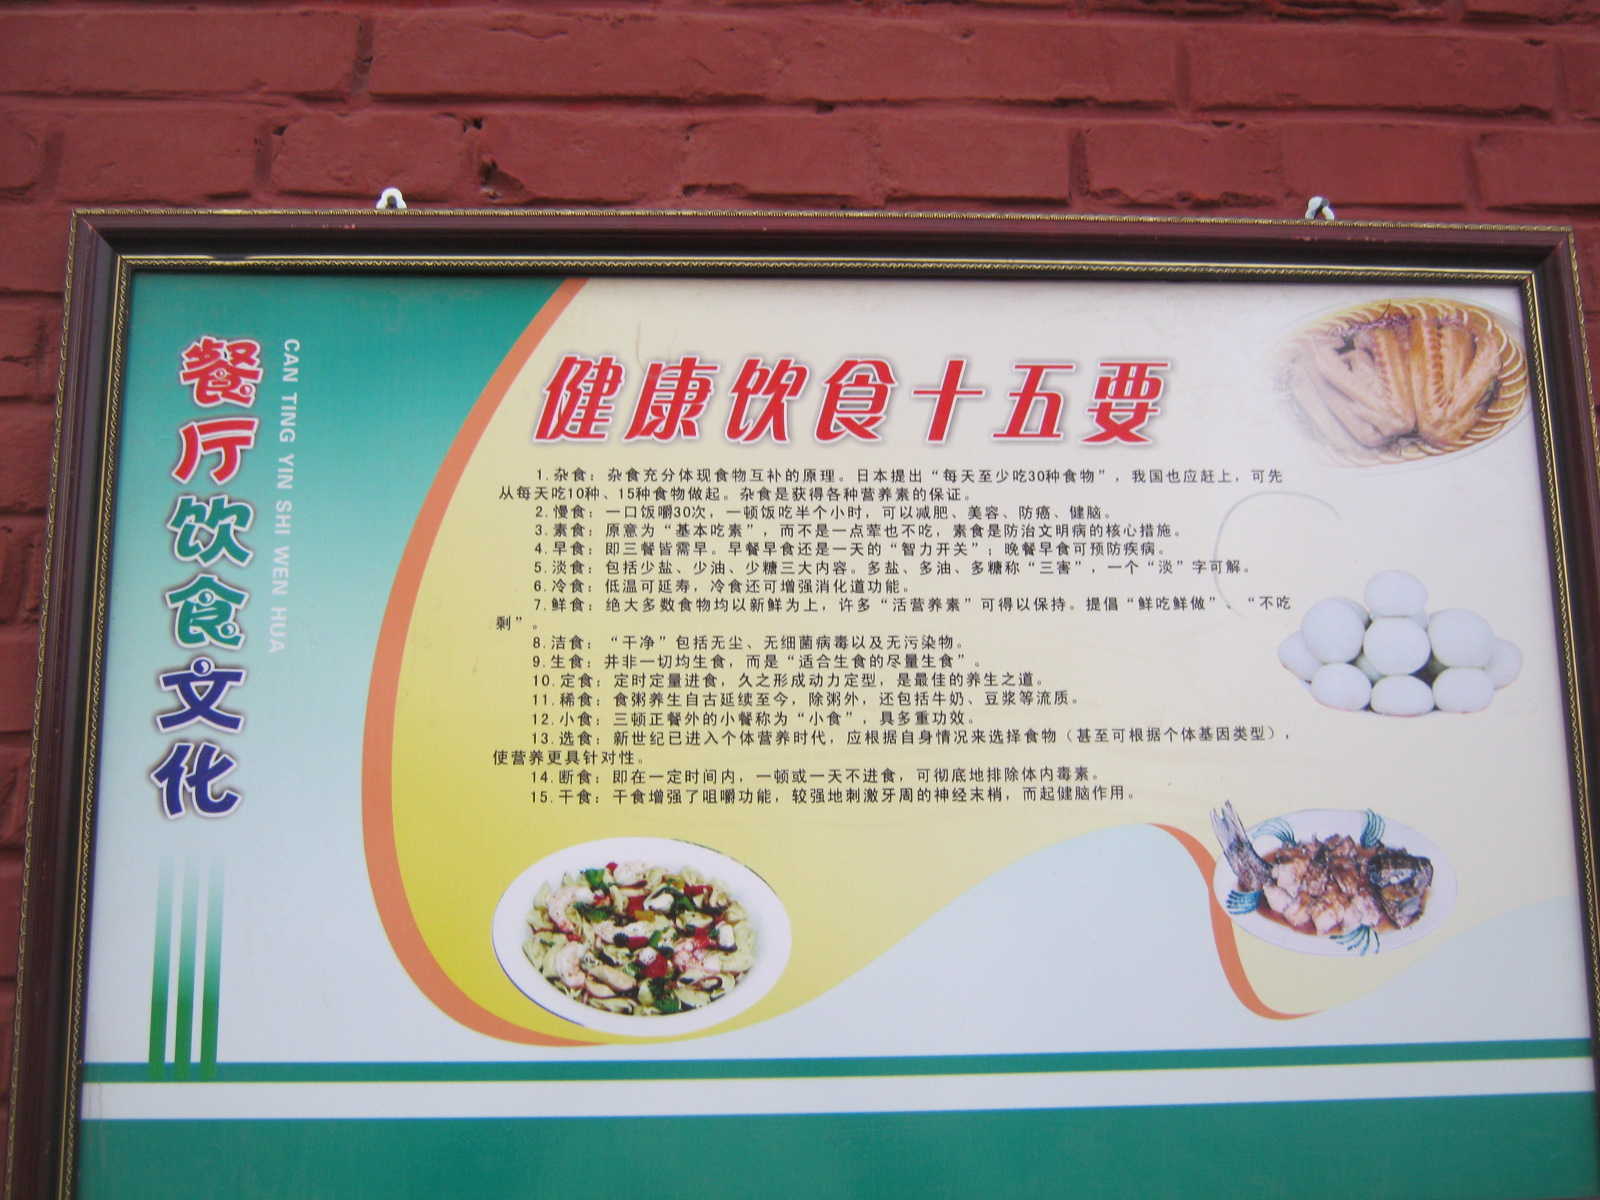 餐厅饮食文化
CAN TING YIN SHI WEN HUA
健康饮食十五要
1.杂食：杂食充分体现食物互补的原理。日本提出“每天至少吃30种食物”，我国也应赶上，可先
从每天吃10种、15种食物做起。杂食是获得各种营养素的保证。
2.慢食：一口饭嚼30次，一顿饭吃半个小时，可以减肥、美容、防癌、健脑。
3.素食：原意为“基本吃素”，而不是一点荤也不吃，素食是防治文明病的核心措施。
4.早食：即三餐皆需早。早餐早食还是一天的“智力开关”；晚餐早食可预防疾病。
5.淡食：包括少盐、少油、少糖三大内容。多盐、多油、多糖称“三害”，一个“淡”字可解。
6.冷食：低温可延寿，冷食还可增强消化道功能。
7.鲜食：绝大多数食物均以新鲜为上，许多“活营养素”可得以保持。提倡“鲜吃鲜做”、“不吃
剩”。
8.洁食：“干净”包括无尘、无细菌病毒以及无污染物。
9.生食：并非一切均生食，而是“适合生食的尽量生食”。
10.定食：定时定量进食，久之形成动力定型，是最佳的养生之道。
11.稀食：食粥养生自古延续至今，除粥外，还包括牛奶、豆浆等流质。
12.小食：三顿正餐外的小餐称为“小食”，具多重功效。
13.选食：新世纪已进入个体营养时代，应根据自身情况来选择食物（甚至可根据个体基因类型），
使营养更具针对性。
14.断食：即在一定时间内，一顿或一天不进食，可彻底地排除体内毒素。
15.干食：干食增强了咀嚼功能，较强地刺激牙周的神经末梢，而起健脑作用。